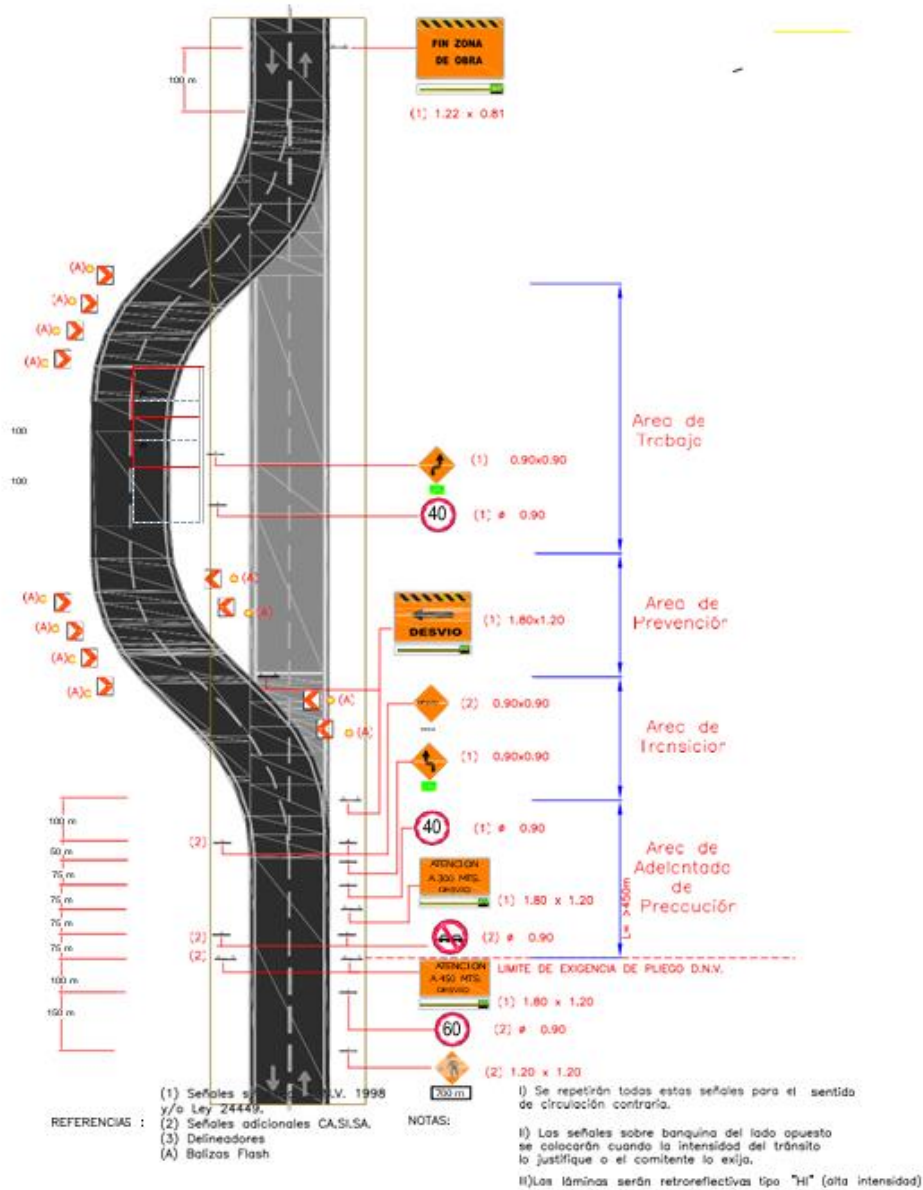 FIN ZONA
DE OBRA
100 m
(1) 1.22 x 0.81
(A)
(A)
(A)
(A)
Area de
Trabajo
100
(1) 0.90x0.90
100
40
(1) ø 0.90
(A)
(A)
(A)
(A)
(A)
(A)
Area de
Prevención
DESVIO
(1) 1.80x1.20
(A)
(A)
(2) 0.90x0.90
Area de
Transicion
(1) 0.90x0.90
100 m
40
(1) ø 0.90
(2)
50 m
75 m
75 m
75 m
75 m
ATENCION
A 300 MTS.
DESVIO
(1) 1.80 x 1.20
Area de
Adelantada
de
Precaución
L= >450m
(2)
(2) ø 0.90
(2)
LIMITE DE EXIGENCIA DE PLIEGO D.N.V.
ATENCION
A 450 MTS.
DESVIO
(1) 1.80 x 1.20
100 m
150 m
60
(2) ø 0.90
(2) 1.20 x 1.20
700 m
REFERENCIAS :
(1) Señales N.V. 1998
y/o Ley 24449.
(2) Señales adicionales CA.SI.SA.
(3) Delineadores
(A) Balizas Flash
NOTAS:
I) Se repetirán todas estas señales para el sentido
de circulación contraria.
II) Las señales sobre banquina del lado opuesto
se colocarán cuando la intensidad del tránsito
lo justifique o el comitente lo exija.
III)Las láminas serán retroreflectivas tipo "HI" (alta intensidad)